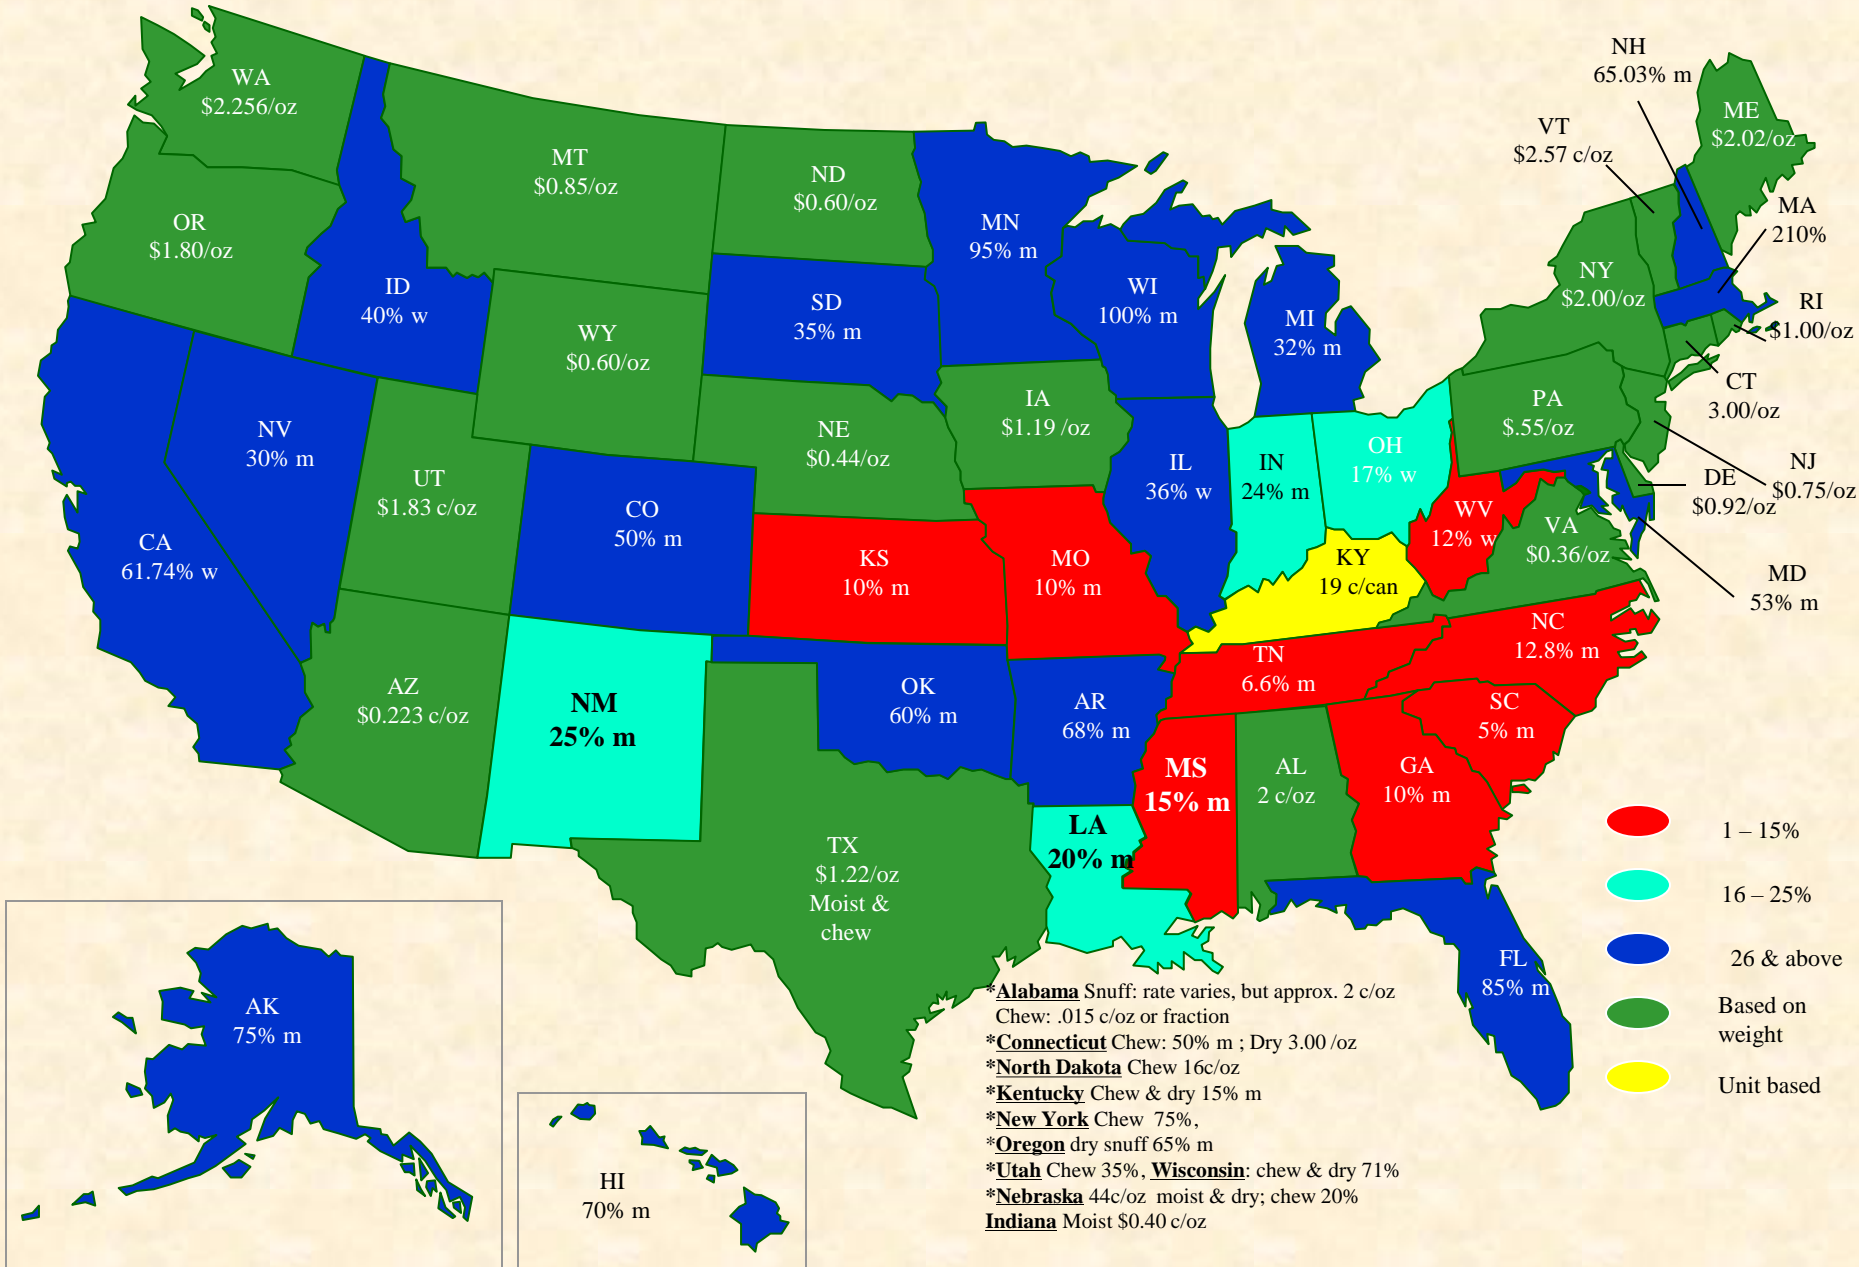 WA
$2.256/oz
OR
$1.80/oz
CA
61.74% w
NV
30% m
ID
40% w
MT
$0.85/oz
WY
$0.60/oz
UT
$1.83 c/oz
AZ
$0.223 c/oz
CO
50% m
NM
25% m
ND
$0.60/oz
SD
35% m
NE
$0.44/oz
KS
10% m
OK
60% m
TX
$1.22/oz
Moist &
chew
MN
95% m
IA
$1.19 /oz
MO
10% m
AR
68% m
LA
20% m
WI
100% m
IL
36% w
MI
32% m
IN
24% m
OH
17% w
KY
19 c/can
TN
6.6% m
MS
15% m
AL
2 c/oz
GA
10% m
FL
85% m
SC
5% m
NC
12.8% m
VA
$0.36/oz
WV
12% w
PA
$.55/oz
NY
$2.00/oz
VT
$2.57 c/oz
NH
65.03% m
ME
$2.02/oz
MA
210%
RI
$1.00/oz
CT
3.00/oz
NJ
$0.75/oz
DE
$0.92/oz
MD
53% m
AK
75% m
HI
70% m
1 – 15%
16 – 25%
26 & above
Based on
weight
Unit based
*Alabama Snuff: rate varies, but approx. 2 c/oz
Chew: .015 c/oz or fraction
*Connecticut Chew: 50% m ; Dry 3.00 /oz
*North Dakota Chew 16c/oz
*Kentucky Chew & dry 15% m
*New York Chew 75%,
*Oregon dry snuff 65% m
*Utah Chew 35%, Wisconsin: chew & dry 71%
*Nebraska 44c/oz moist & dry; chew 20%
Indiana Moist $0.40 c/oz